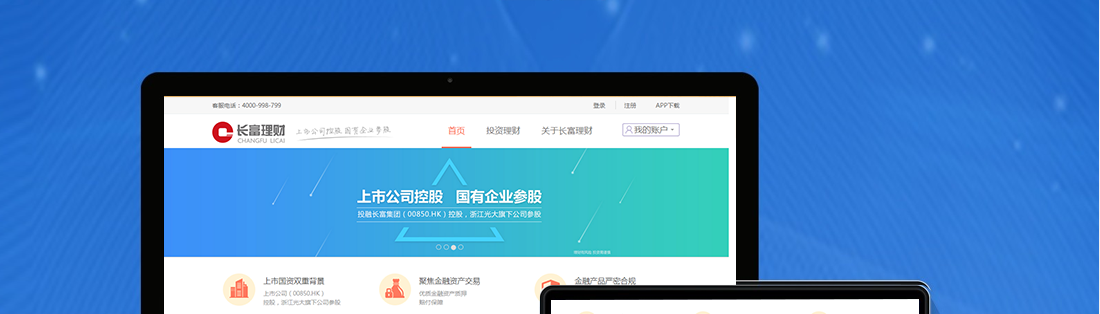 客服电话：4000-998-799
登录 注册 APP下载
长富理财
CHANGFU LICAI
上市公司控股 国有企业参股
首页 投资理财 关于长富理财 我的账户
上市公司控股 国有企业参股
投融长富集团（00850.HK）控股，浙江光大旗下公司参股
上市国资双重背景
上市公司（00850.HK）
控股，浙江光大旗下公司参股
聚焦金融资产交易
优质金融资产质押
履行保障
金融产品严密合规